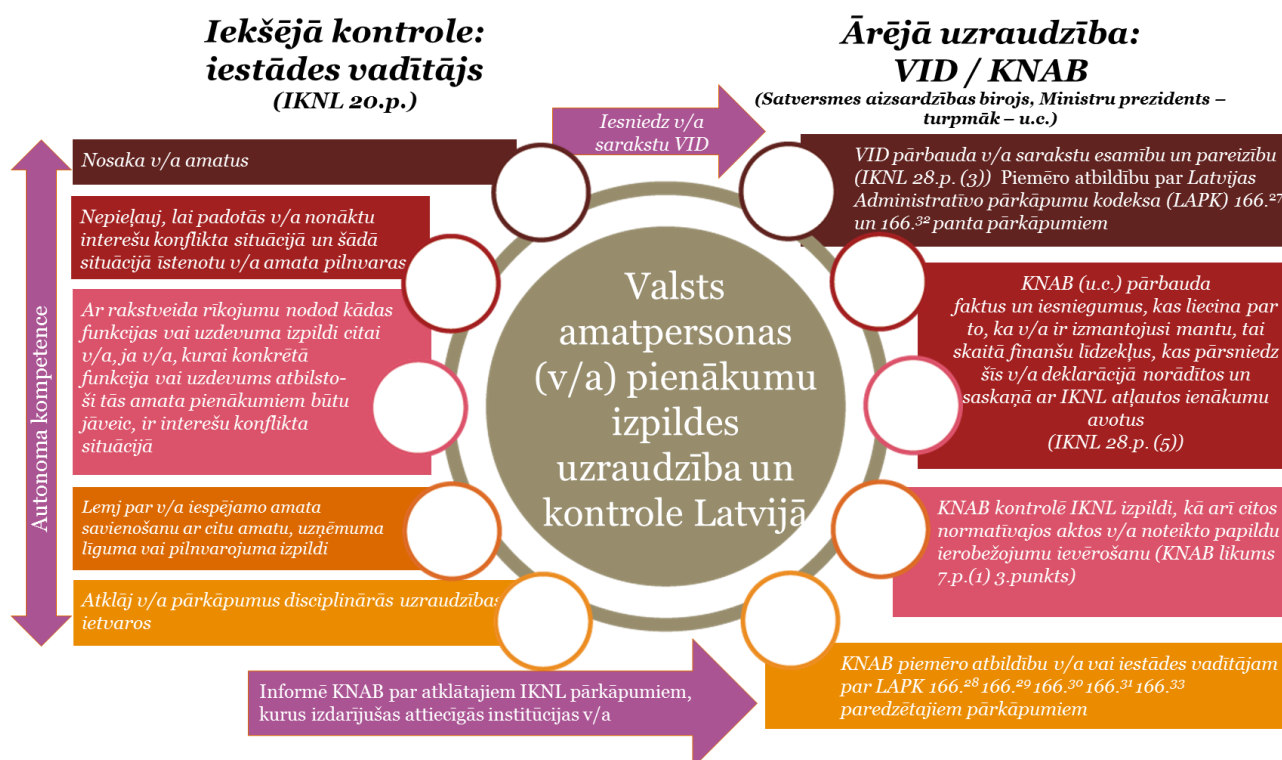 Iekšējā kontrole:
iestādes vadītājs
(IKNL 20.p.)
Ārējā uzraudzība:
VID / KNAB
(Satversmes aizsardzības birojs, Ministru prezidents –
turpmāk – u.c.)
Iesniedz v/a
sarakstu VID
Autonoma kompetence
Nosaka v/a amatus
Nepieļauj, lai padotās v/a nonāktu
interešu konflikta situācijā un šādā
situācijā īstenotu v/a amata pilnvaras
Ar rakstveida rīkojumu nodod kādas
funkcijas vai uzdevuma izpildi citai
v/a, ja v/a, kurai konkrētā
funkcija vai uzdevums atbilsto-
ši tās amata pienākumiem būtu
jāveic, ir interešu konflikta
situācijā
Lemj par v/a iespējamo amata
savienošanu ar citu amatu, uzņēmuma
līguma vai pilnvarojuma izpildi
Atklāj v/a pārkāpumus disciplinārās uzraudzības
ietvaros
Valsts
amatpersonas
(v/a) pienākumu
izpildes
uzraudzība un
kontrole Latvijā
VID pārbauda v/a sarakstu esamību un pareizību
(IKNL 28.p. (3)) Piemēro atbildību par Latvijas
Administratīvo pārkāpumu kodeksa (LAPK) 166.²⁷
un 166.³² panta pārkāpumiem
KNAB (u.c.) pārbauda
faktus un iesniegumus, kas liecina par
to, ka v/a ir izmantojusi mantu, tai
skaitā finanšu līdzekļus, kas pārsniedz
šīs v/a deklarācijā norādītos un
saskaņā ar IKNL atļautos ienākumu
avotus
(IKNL 28.p. (5))
KNAB kontrolē IKNL izpildi, kā arī citos
normatīvajos aktos v/a noteikto papildu
ierobežojumu ievērošanu (KNAB likums
7.p.(1) 3.punkts)
KNAB piemēro atbildību v/a vai iestādes vadītājam
par LAPK 166.²⁸ 166.²⁹ 166.³⁰ 166.³¹ 166.³³
paredzētajiem pārkāpumiem
Informē KNAB par atklātajiem IKNL pārkāpumiem,
kurus izdarījušas attiecīgās institūcijas v/a